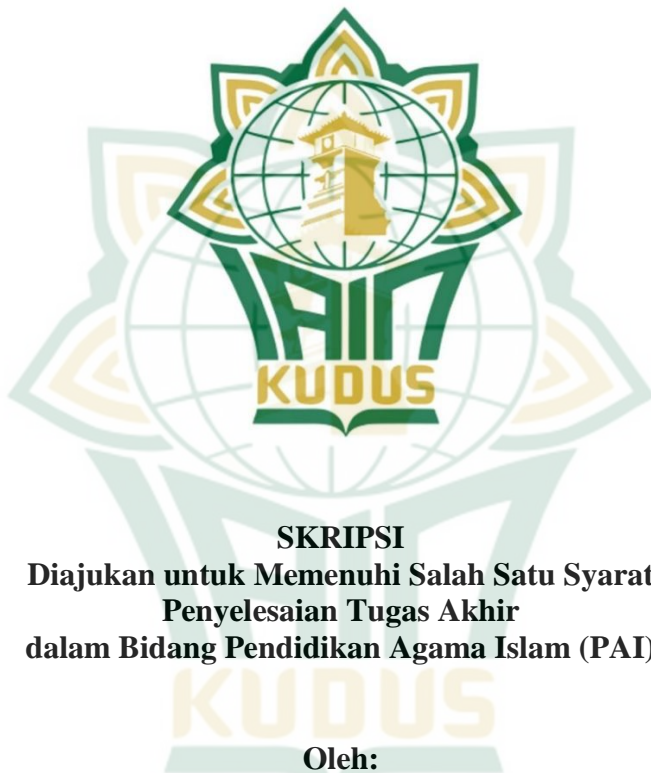 IAIN
KUDUS
SKRIPSI
Diajukan untuk Memenuhi Salah Satu Syarat
Penyelesaian Tugas Akhir
dalam Bidang Pendidikan Agama Islam (PAI)
KUDUS
Oleh: